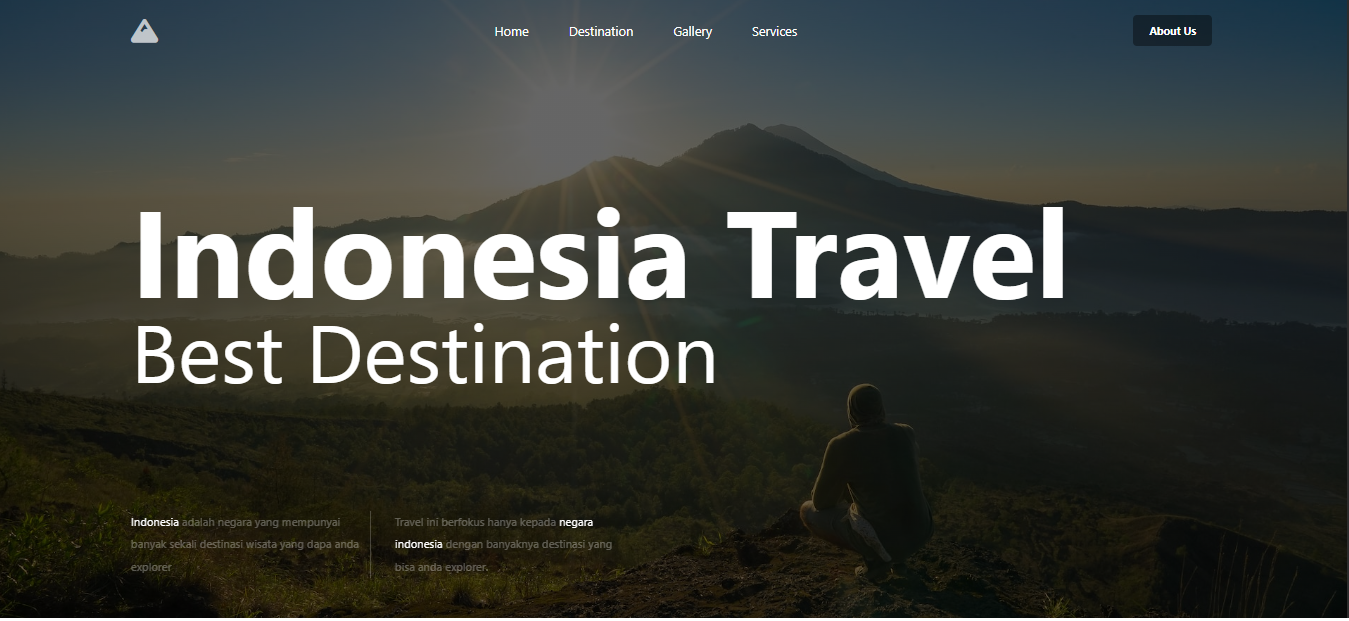 Home Destination Gallery Services About Us
Indonesia Travel
Best Destination
Indonesia adalah negara yang mempunyai
banyak sekali destinasi wisata yang dapa anda
explorer
Travel ini berfokus hanya kepada negara
indonesia dengan banyaknya destinasi yang
bisa anda explorer.